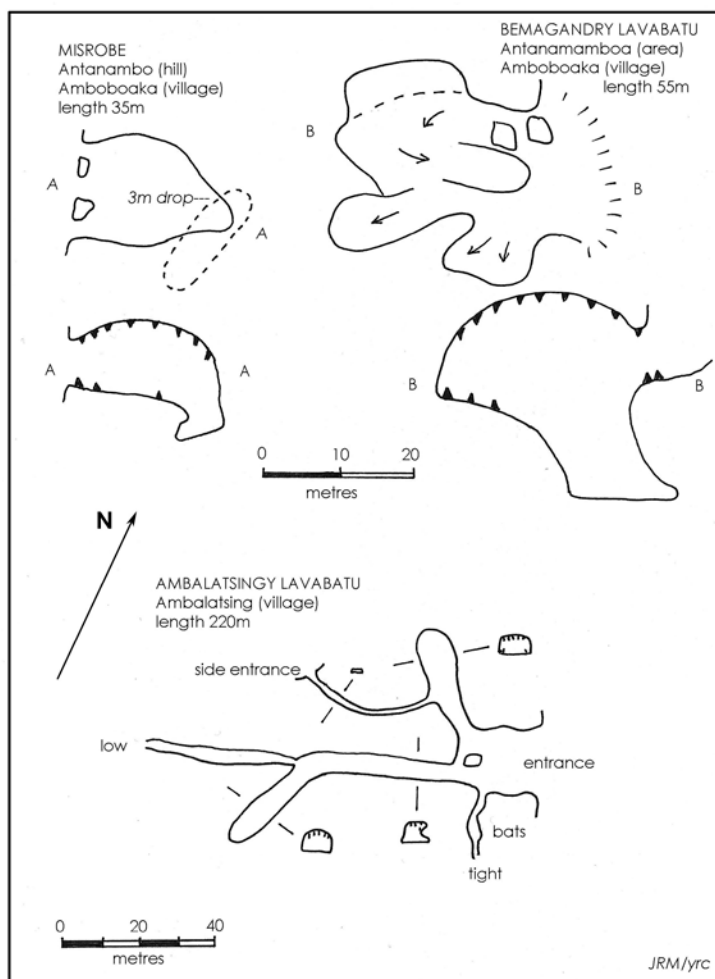 MISROBE
Antanambo (hill)
Amboboaka (village)
length 35m
BEMAGANDRY LAVABATU
Antanamamboa (area)
Amboboaka (village)
length 55m
A
3m drop
A
B
B
A
A
B
B
0 10 20
metres
N
AMBALATSINGY LAVABATU
Ambalatsing (village)
length 220m
side entrance
low
entrance
bats
tight
0 20 40
metres
JRM/yrc